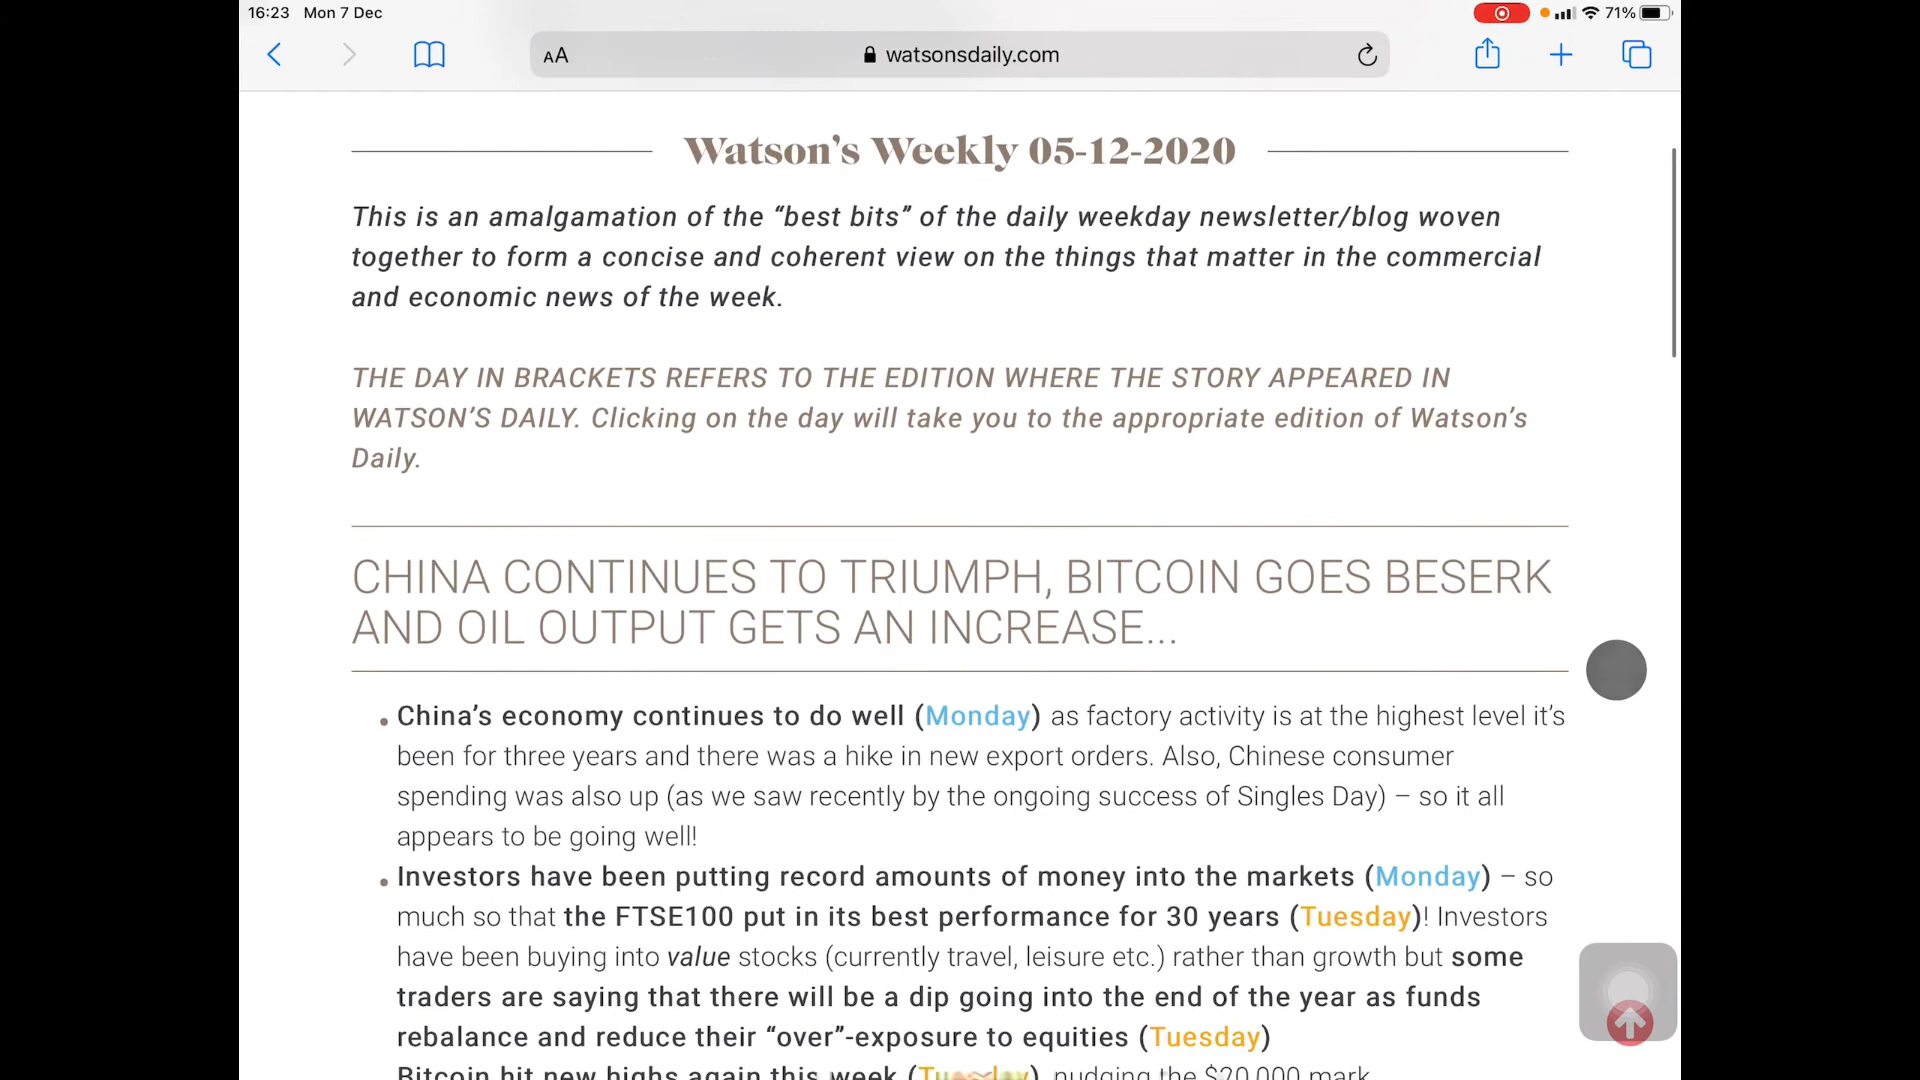 16:23 Mon 7 Dec
71%
AA
watsonsdaily.com
Watson's Weekly 05-12-2020
This is an amalgamation of the “best bits” of the daily weekday newsletter/blog woven
together to form a concise and coherent view on the things that matter in the commercial
and economic news of the week.
THE DAY IN BRACKETS REFERS TO THE EDITION WHERE THE STORY APPEARED IN
WATSON’S DAILY. Clicking on the day will take you to the appropriate edition of Watson’s
Daily.
CHINA CONTINUES TO TRIUMPH, BITCOIN GOES BESERK
AND OIL OUTPUT GETS AN INCREASE...
China’s economy continues to do well (Monday) as factory activity is at the highest level it’s
been for three years and there was a hike in new export orders. Also, Chinese consumer
spending was also up (as we saw recently by the ongoing success of Singles Day) – so it all
appears to be going well!
Investors have been putting record amounts of money into the markets (Monday) – so
much so that the FTSE100 put in its best performance for 30 years (Tuesday)! Investors
have been buying into value stocks (currently travel, leisure etc.) rather than growth but some
traders are saying that there will be a dip going into the end of the year as funds
rebalance and reduce their “over”-exposure to equities (Tuesday)
Bitcoin hit new highs again this week (Tuesday), nudging the $20,000 mark